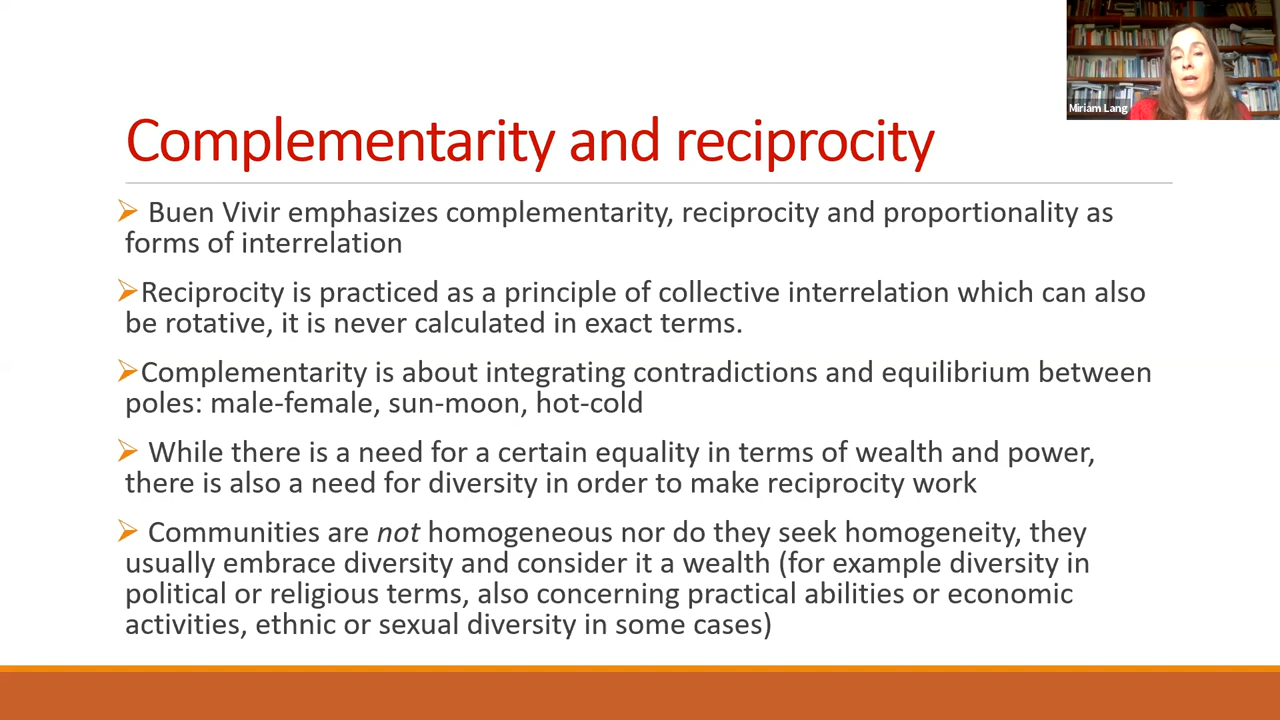 Miriam Lang
Complementarity and reciprocity
Buen Vivir emphasizes complementarity, reciprocity and proportionality as
forms of interrelation
Reciprocity is practiced as a principle of collective interrelation which can also
be rotative, it is never calculated in exact terms.
Complementarity is about integrating contradictions and equilibrium between
poles: male-female, sun-moon, hot-cold
While there is a need for a certain equality in terms of wealth and power,
there is also a need for diversity in order to make reciprocity work
Communities are not homogeneous nor do they seek homogeneity, they
usually embrace diversity and consider it a wealth (for example diversity in
political or religious terms, also concerning practical abilities or economic
activities, ethnic or sexual diversity in some cases)